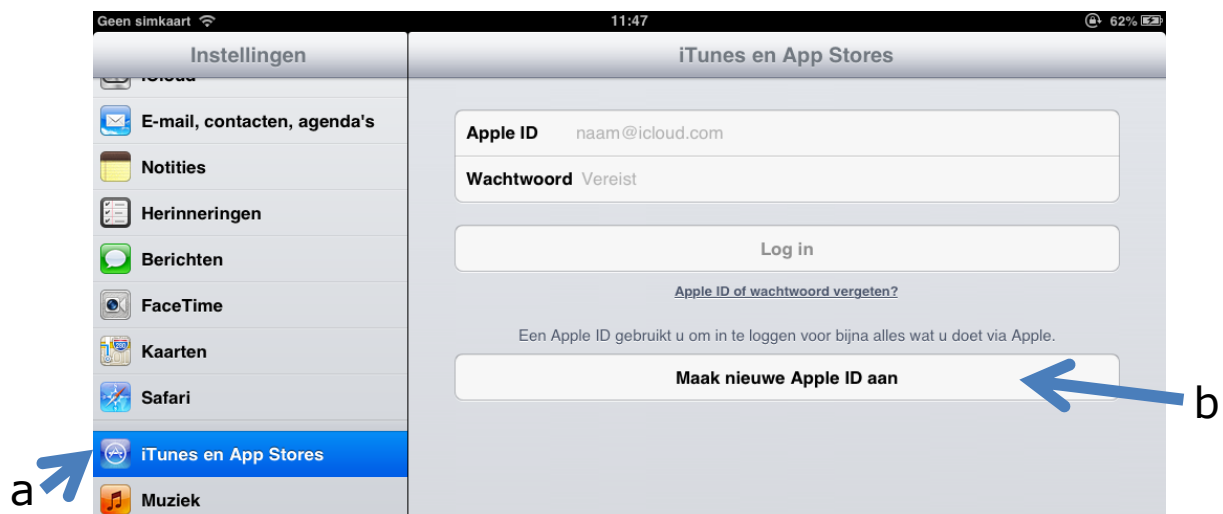 Geen simkaart 11:47 62%
Instellingen
iTunes en App Stores
iCloud
E-mail, contacten, agenda's
Notities
Herinneringen
Berichten
FaceTime
Kaarten
Safari
iTunes en App Stores
Muziek
Apple ID naam@icloud.com
Wachtwoord Vereist
Log in
Apple ID of wachtwoord vergeten?
Een Apple ID gebruikt u om in te loggen voor bijna alles wat u doet via Apple.
Maak nieuwe Apple ID aan
a
b